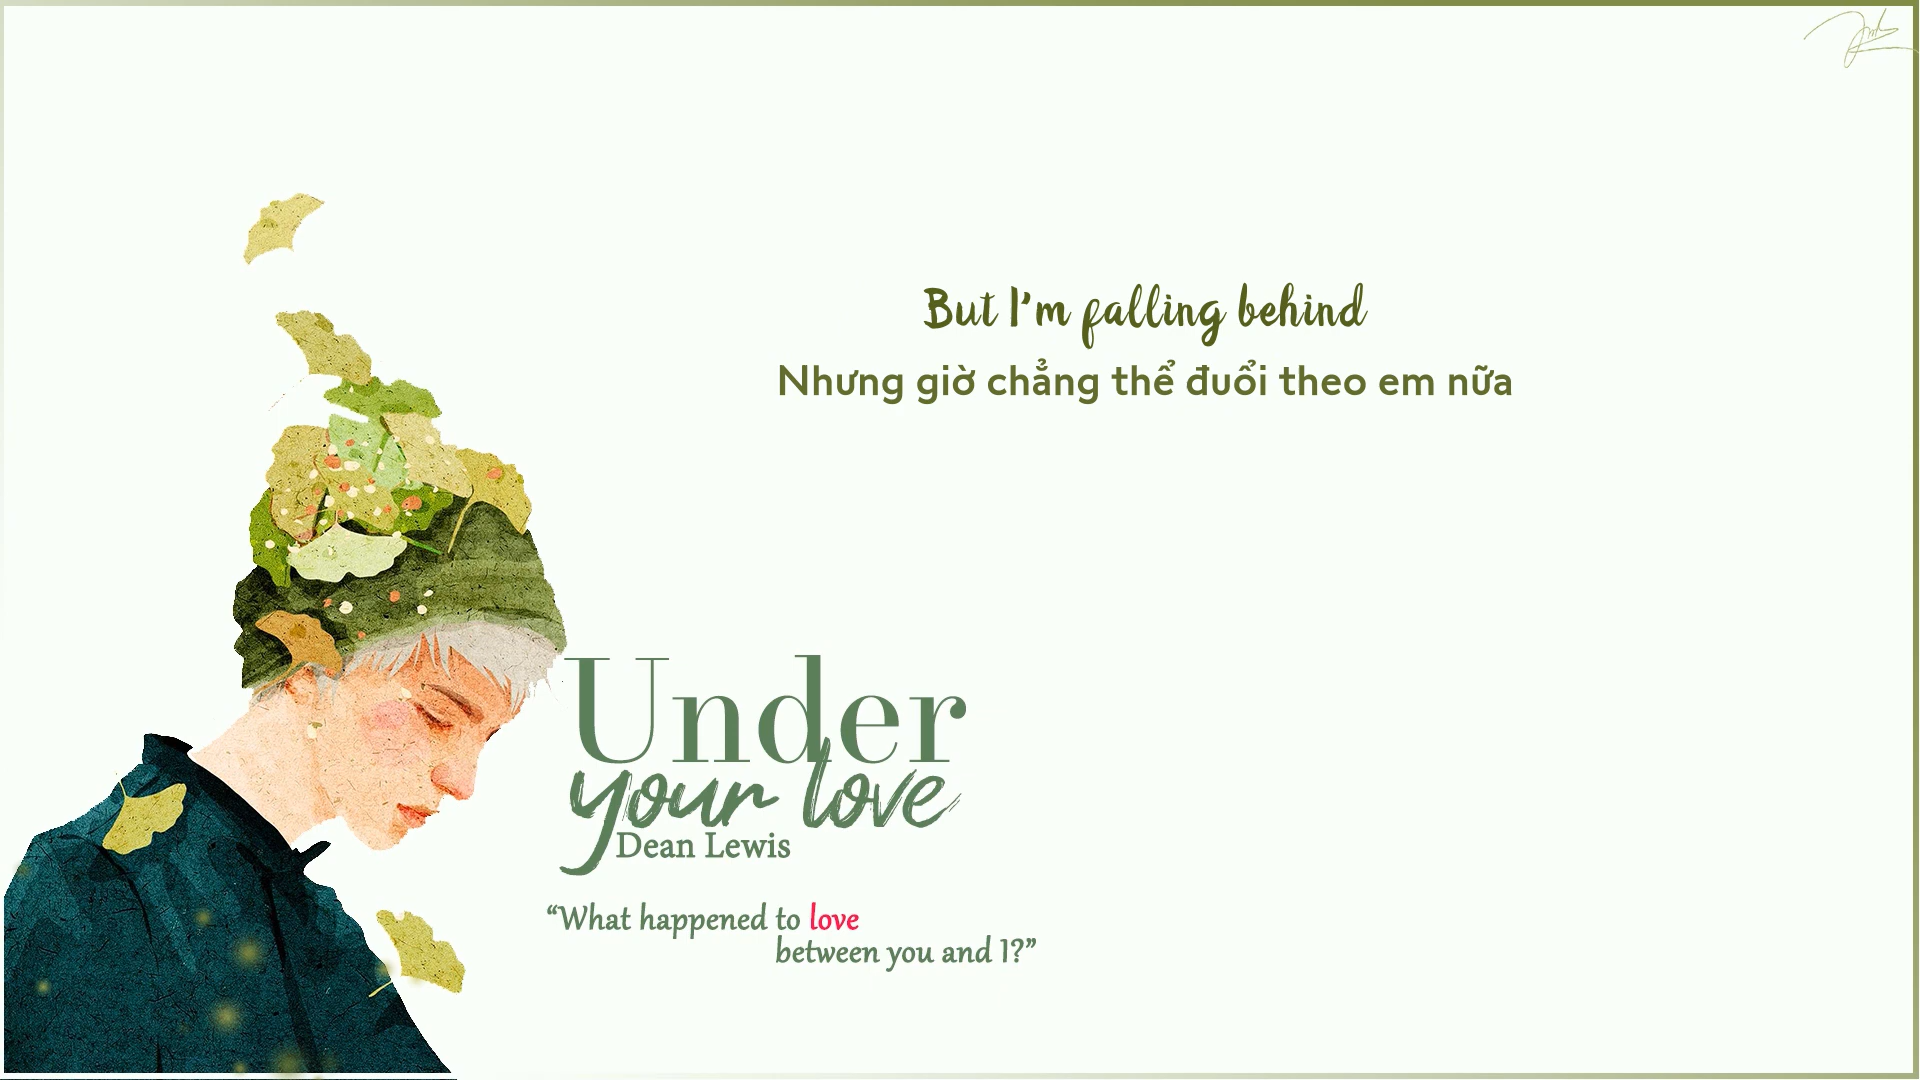 But I'm falling behind
Nhưng giờ chẳng thể đuổi theo em nữa
Under
your love
Dean Lewis
“What happened to love
between you and I?”